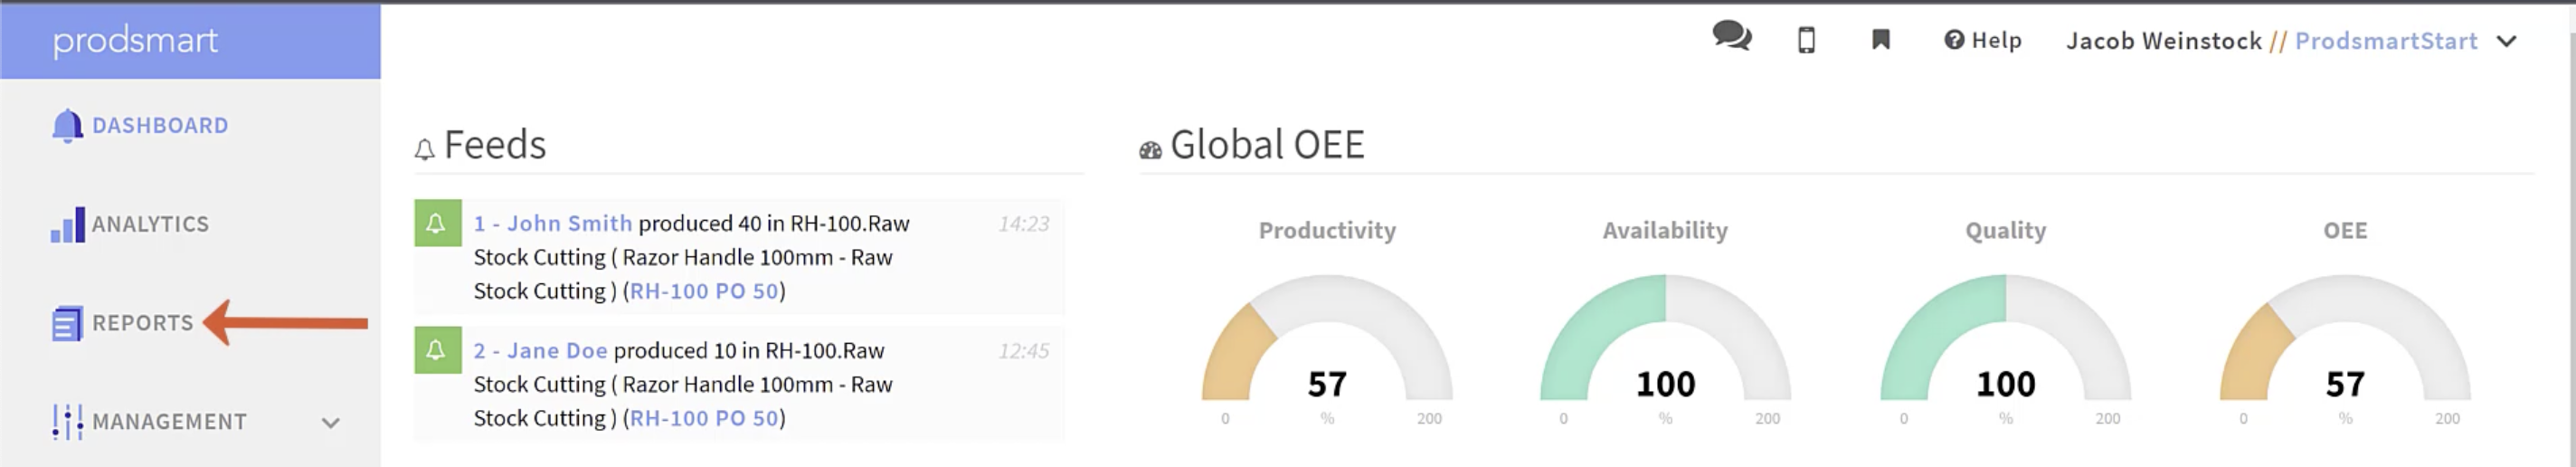 prodsmart
Help
Jacob Weinstock // ProdsmartStart
DASHBOARD
ANALYTICS
REPORTS
MANAGEMENT
Feeds
1 - John Smith produced 40 in RH-100.Raw
14:23
Stock Cutting ( Razor Handle 100mm - Raw
Stock Cutting ) (RH-100 PO 50)
2 - Jane Doe produced 10 in RH-100.Raw
12:45
Stock Cutting ( Razor Handle 100mm - Raw
Stock Cutting ) (RH-100 PO 50)
Global OEE
Productivity
57
0 % 200
Availability
100
0 % 200
Quality
100
0 % 200
OEE
57
0 % 200